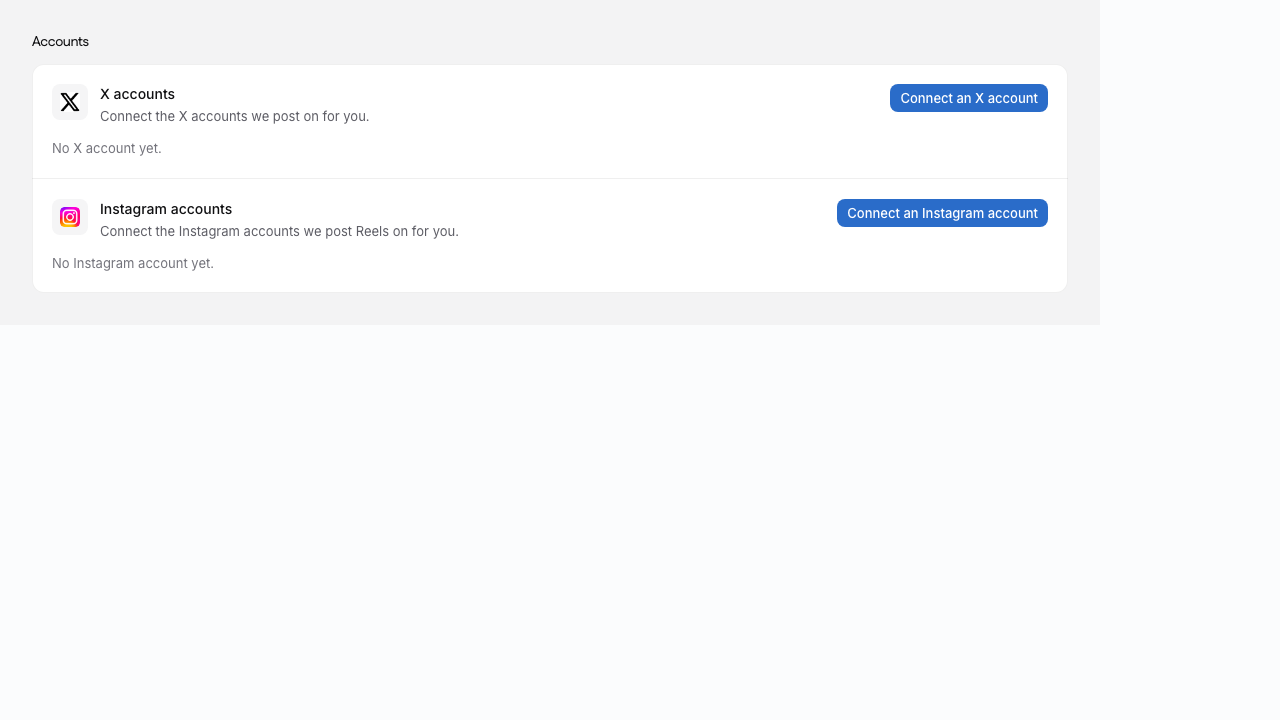 Accounts
X accounts
Connect an X account
Connect the X accounts we post on for you.
No X account yet.
Instagram accounts
Connect an Instagram account
Connect the Instagram accounts we post Reels on for you.
No Instagram account yet.